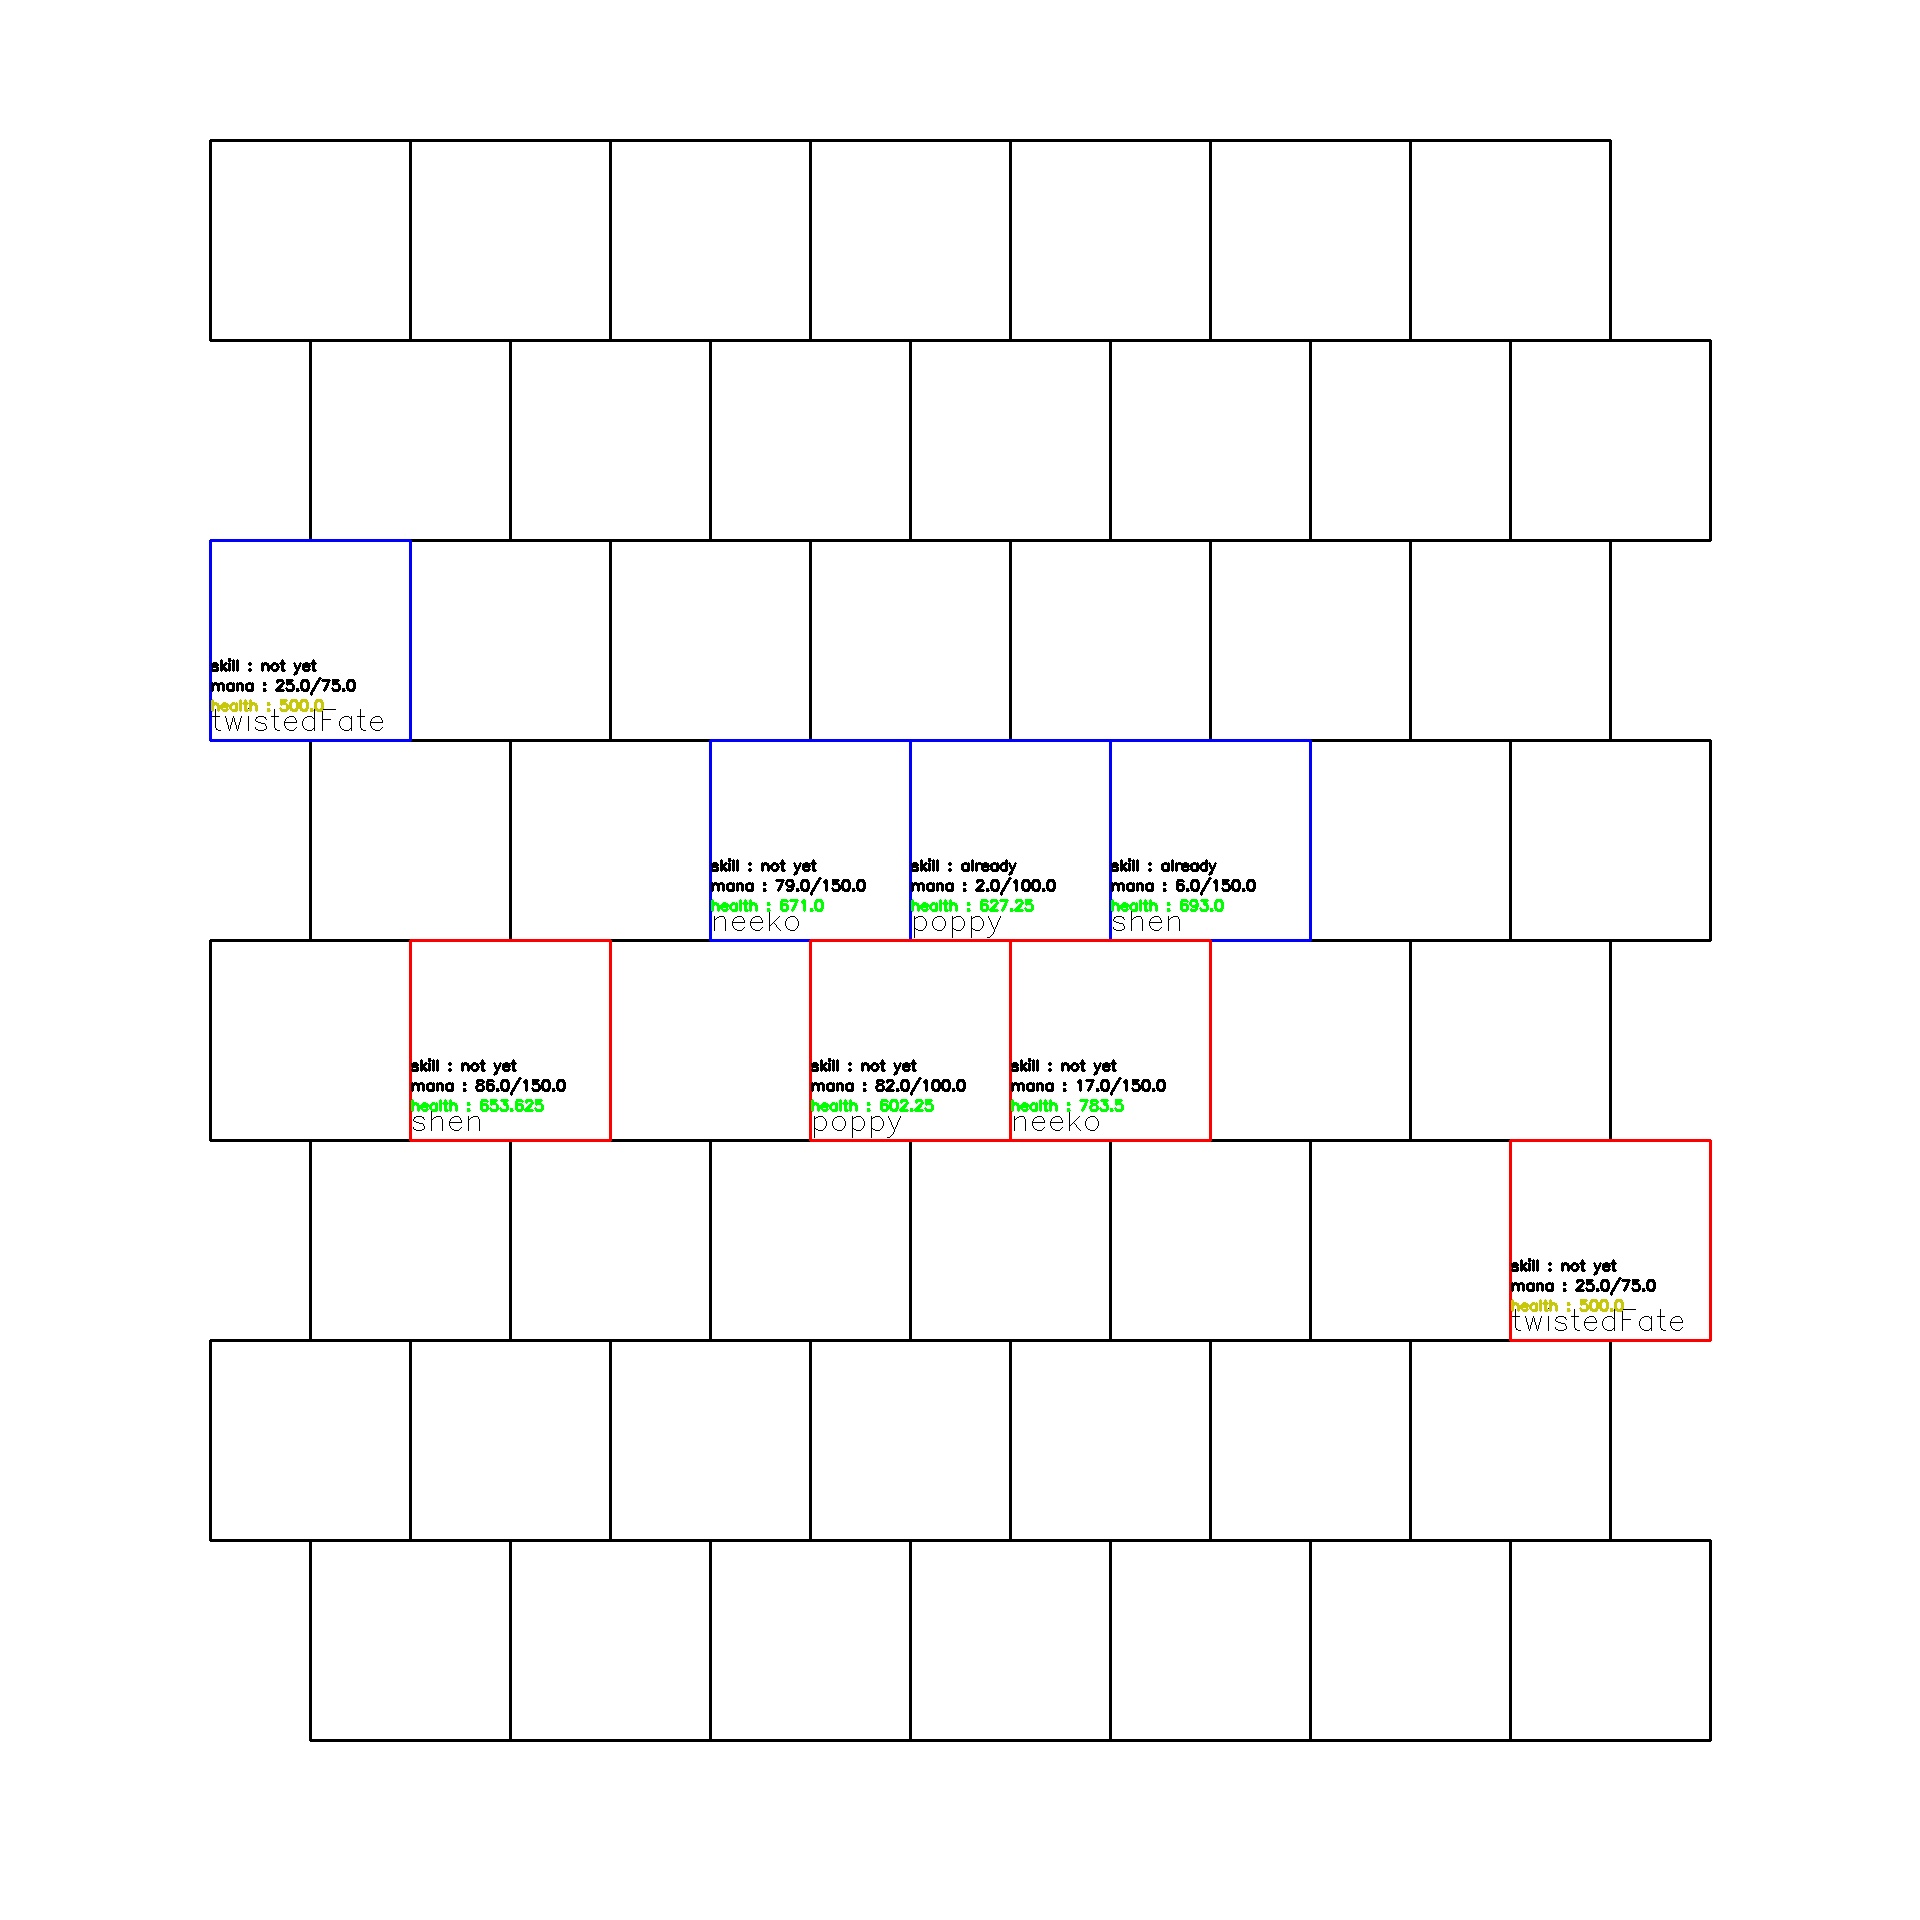 skill : not yet
mana : 25.0/75.0
health : 500.0
twistedFate
skill : not yet
mana : 79.0/150.0
health : 671.0
neeko
skill : already
mana : 2.0/100.0
health : 627.25
poppy
skill : already
mana : 6.0/150.0
health : 693.0
shen
skill : not yet
mana : 86.0/150.0
health : 653.625
shen
skill : not yet
mana : 82.0/100.0
health : 602.25
poppy
skill : not yet
mana : 17.0/150.0
health : 783.5
neeko
skill : not yet
mana : 25.0/75.0
health : 500.0
twistedFate